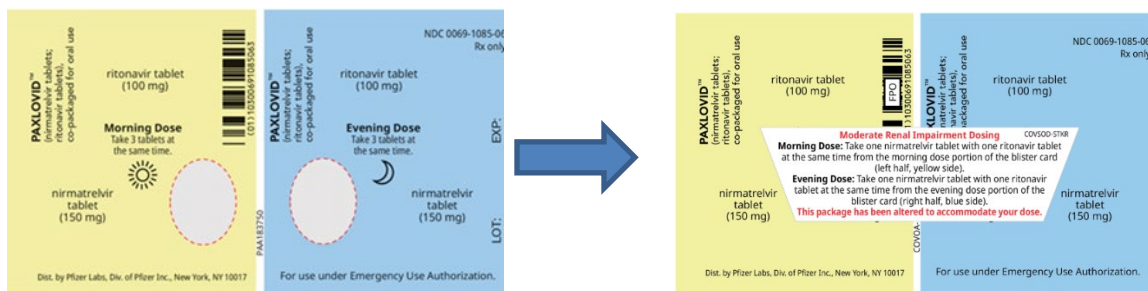 PAXLOVID™
(nirmatrelvir tablets;
ritonavir tablets),
co-packaged for oral use
ritonavir tablet
(100 mg)
Morning Dose
Take 3 tablets at
the same time.
nirmatrelvir
tablet
(150 mg)
(01)10300691085063
PAA183750
Dist. by Pfizer Labs, Div. of Pfizer Inc., New York, NY 10017
NDC 0069-1085-06
Rx only
PAXLOVID™
(nirmatrelvir tablets;
ritonavir tablets),
co-packaged for oral use
ritonavir tablet
(100 mg)
Evening Dose
Take 3 tablets at
the same time.
nirmatrelvir
tablet
(150 mg)
EXP:
LOT:
For use under Emergency Use Authorization.
PAXLOVID™
(nirmatrelvir tablets;
ritonavir tablets),
co-packaged for oral use
ritonavir tablet
(100 mg)
FPO
(01)10300691085063
NDC 0069-1085-06
Rx only
ritonavir tablet
(100 mg)
Moderate Renal Impairment Dosing
COVSOD-STKR
Morning Dose: Take one nirmatrelvir tablet with one ritonavir tablet
at the same time from the morning dose portion of the blister card
(left half, yellow side).
Evening Dose: Take one nirmatrelvir tablet with one ritonavir
tablet at the same time from the evening dose portion of the
blister card (right half, blue side).
This package has been altered to accommodate your dose.
nirmatrelvir
tablet
(150 mg)
nirmatrelvir
tablet
(150 mg)
Dist. by Pfizer Labs, Div. of Pfizer Inc., New York, NY 10017
For use under Emergency Use Authorization.